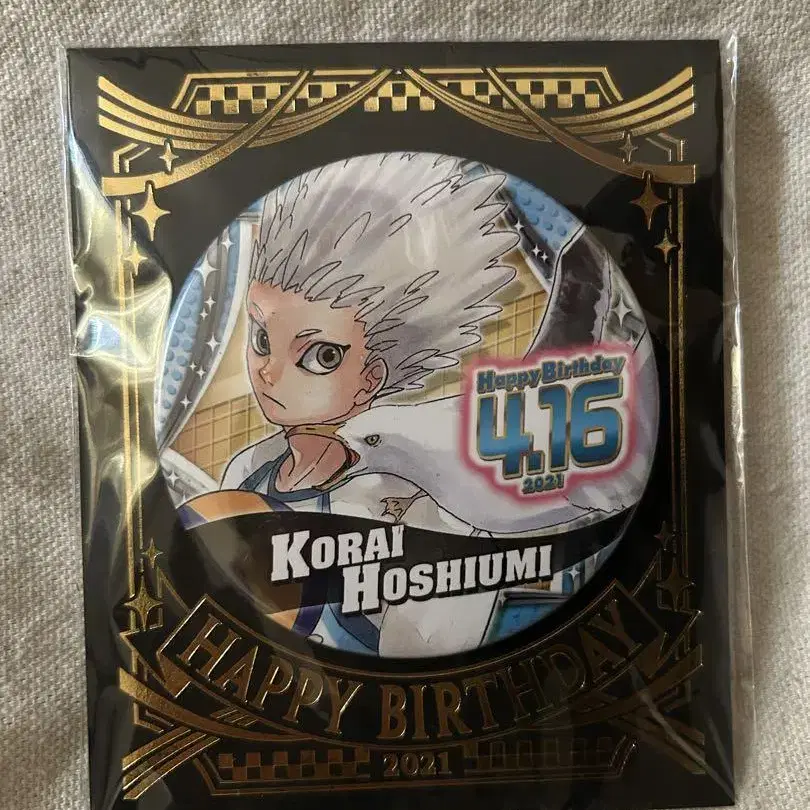 Happy Birthday
4.16
2021
KORAI
HOSHIUMI
HAPPY BIRTHDAY
2021